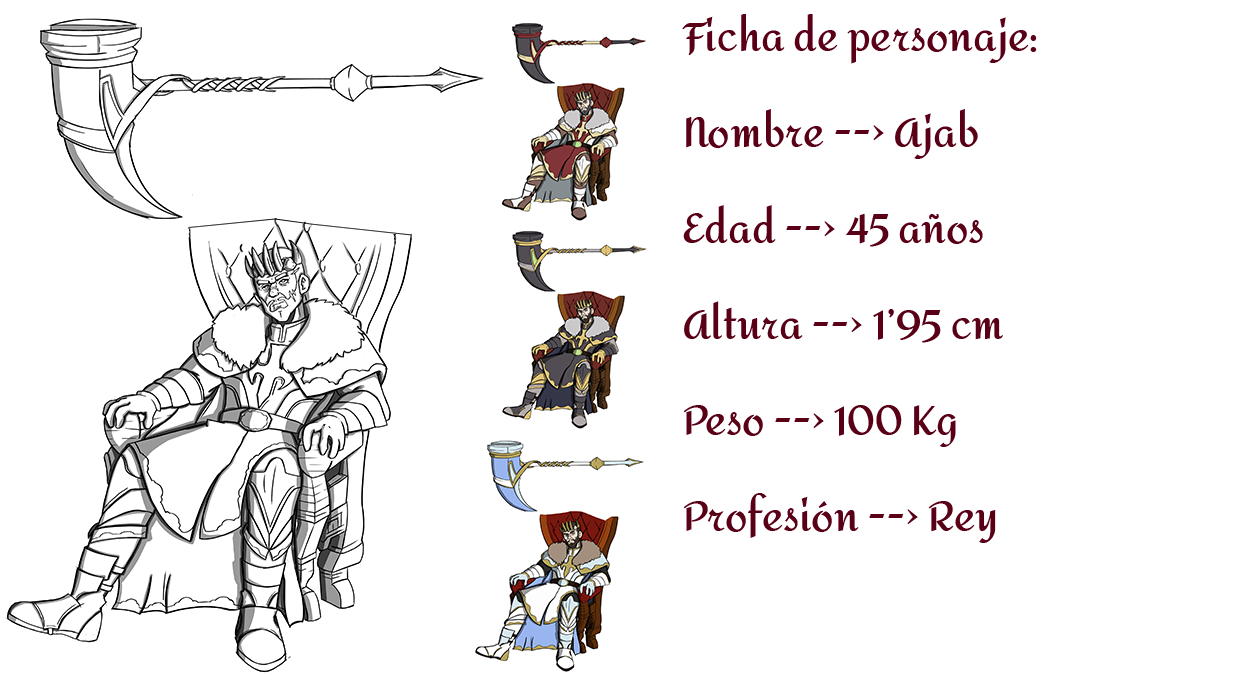 Ficha de personaje:
Nombre --> Ajab
Edad --> 45 años
Altura --> 1'95 cm
Peso --> 100 Kg
Profesión --> Rey